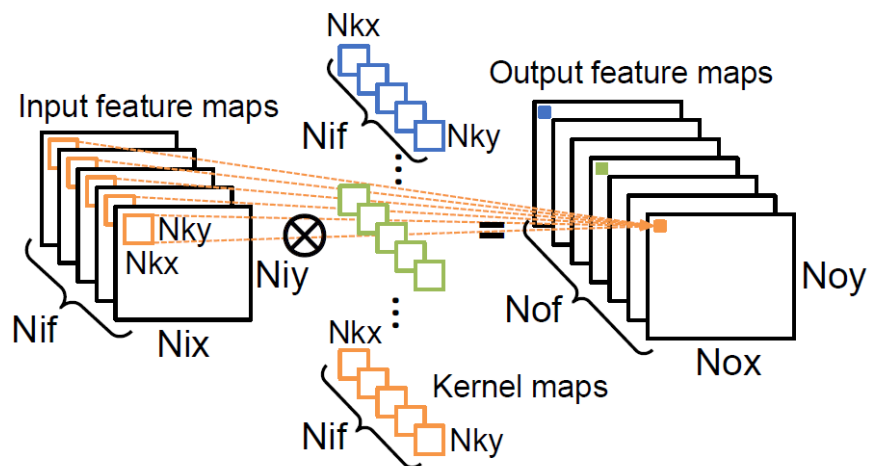 Nkx
Input feature maps
Output feature maps
Nif
Nky
Nky
Nkx
Niy
Nif
Nix
=
Noy
Nof
Nox
Nkx
Kernel maps
Nif
Nky